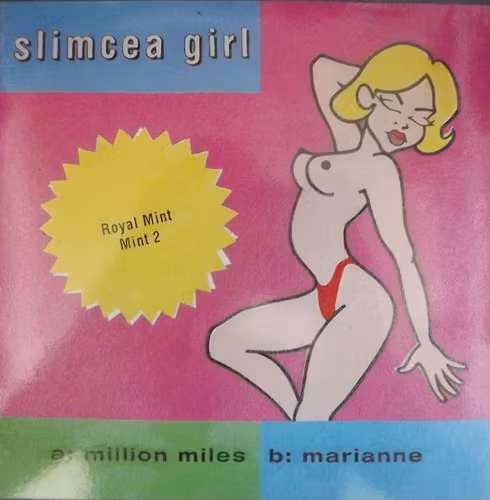 slimcea girl
Royal Mint
Mint 2
a: million miles b: marianne